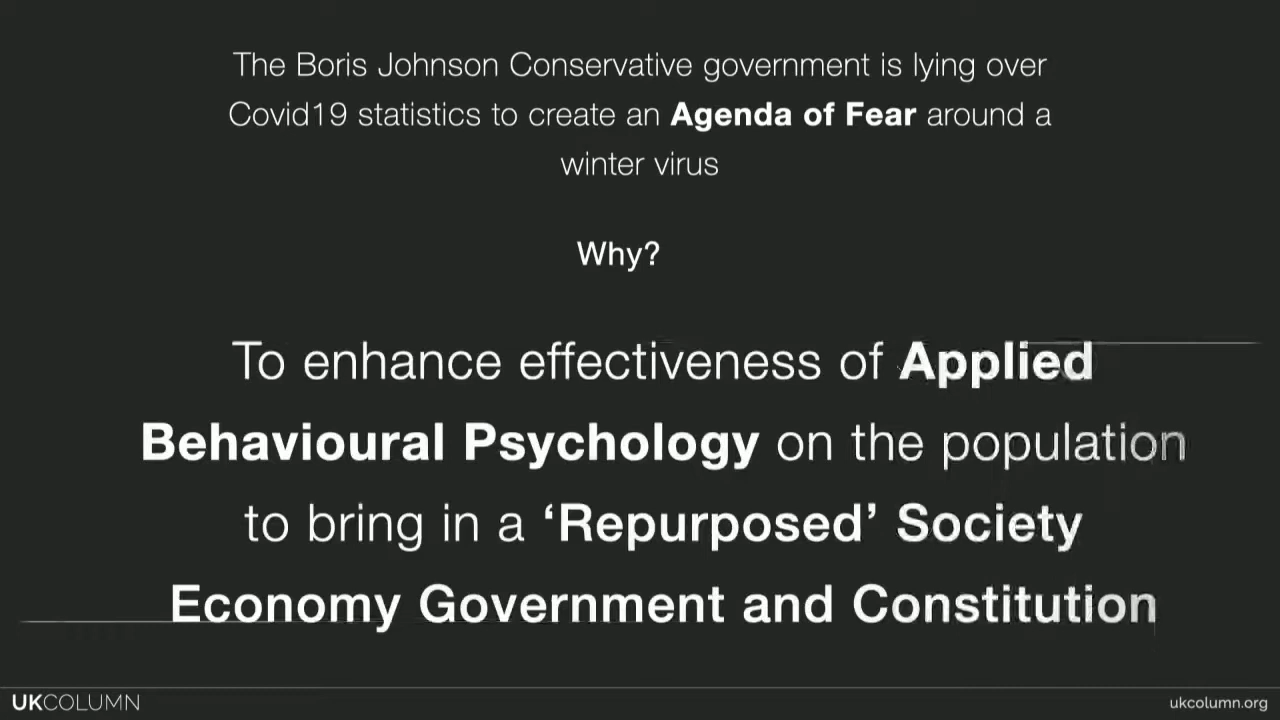 The Boris Johnson Conservative government is lying over
Covid19 statistics to create an Agenda of Fear around a
winter virus
Why?
To enhance effectiveness of Applied
Behavioural Psychology on the population
to bring in a ‘Repurposed’ Society
Economy Government and Constitution
UKCOLUMN
ukcolumn.org